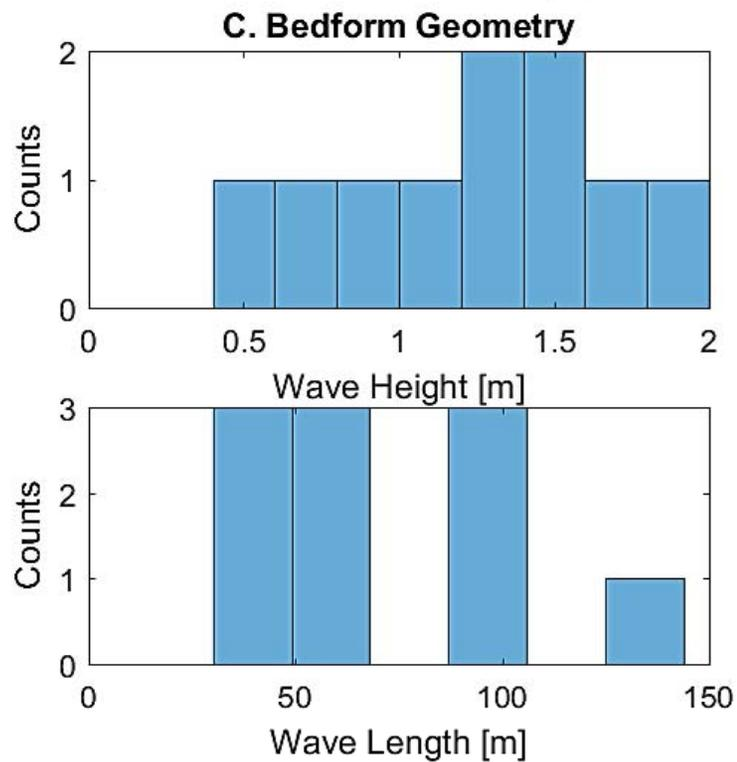 C. Bedform Geometry
2
1
0
Counts
0 0.5 1 1.5 2
Wave Height [m]
3
2
1
0
Counts
0 50 100 150
Wave Length [m]